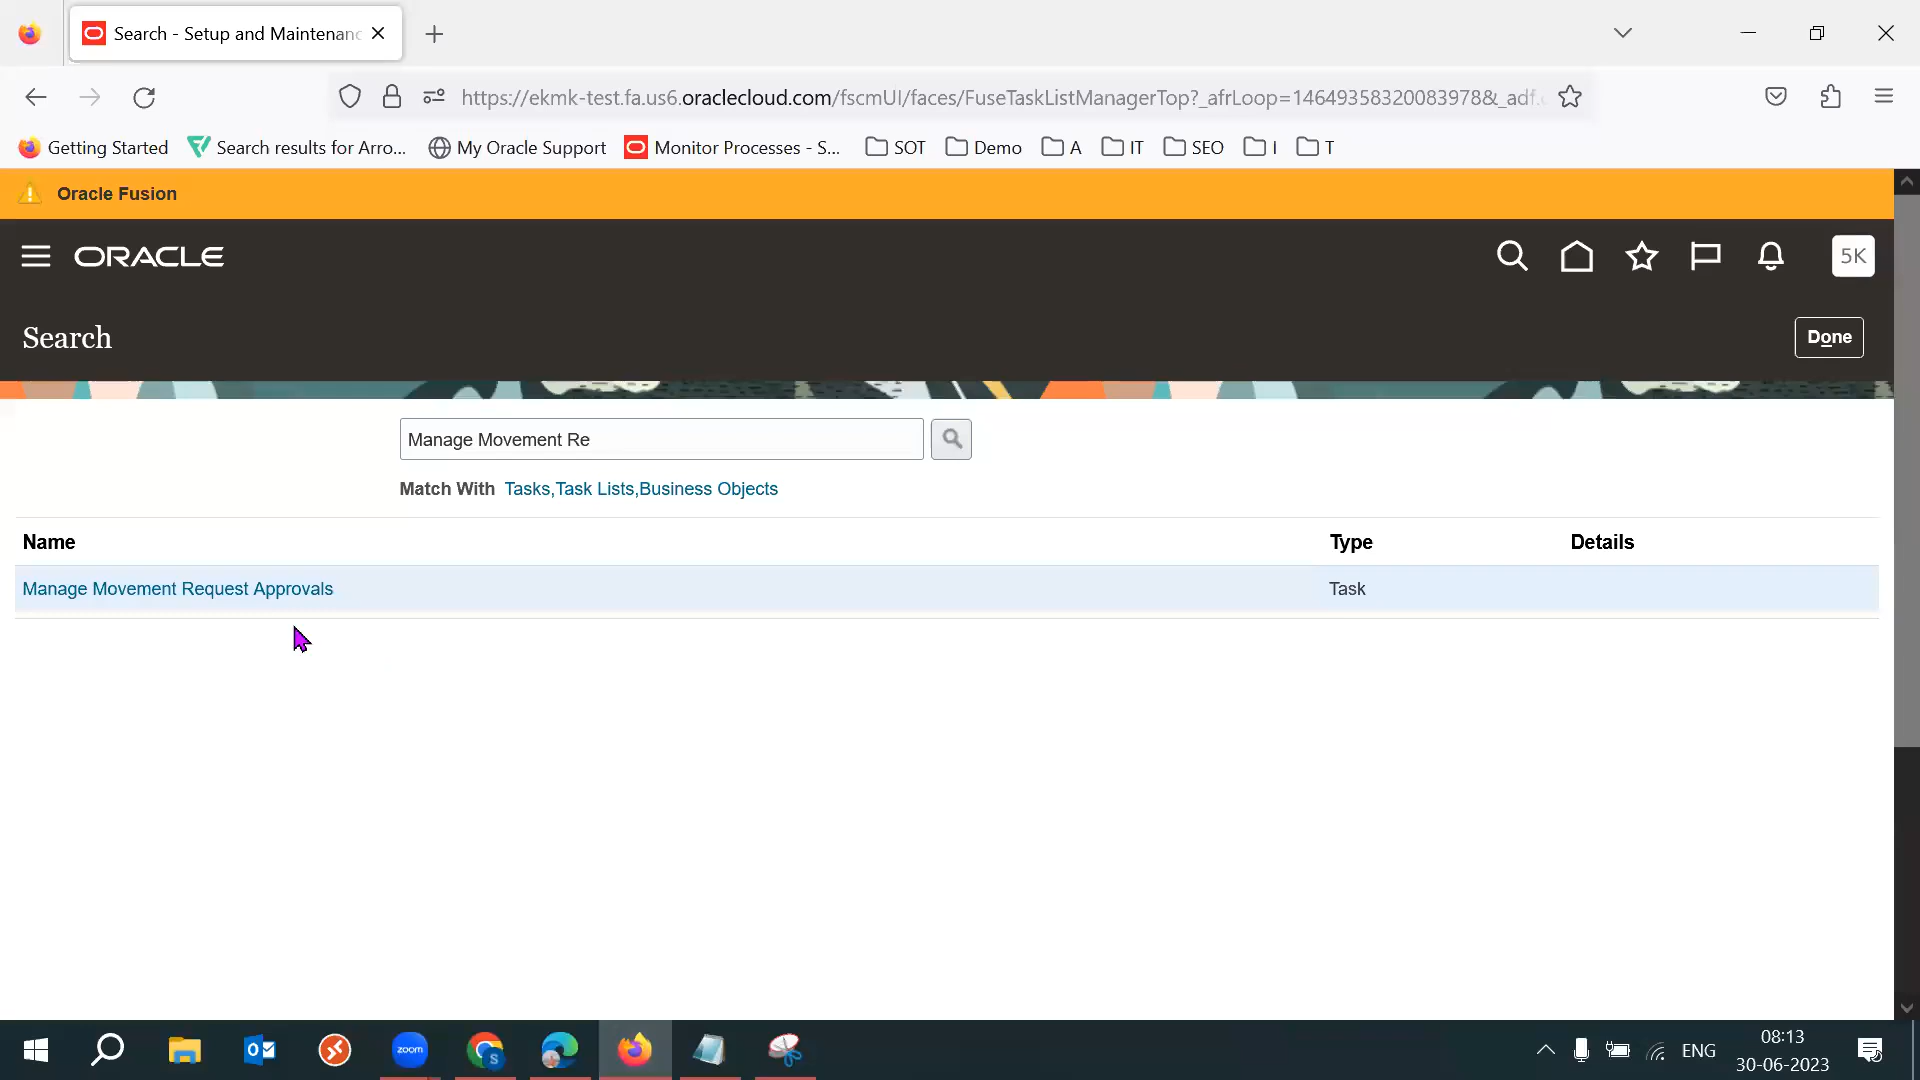 Search - Setup and Maintenanc
https://ekmk-test.fa.us6.oraclecloud.com/fscmUI/faces/FuseTaskListManagerTop?_afrLoop=14649358320083978&_adf.c
Getting Started
Search results for Arro...
My Oracle Support
Monitor Processes - S...
SOT
Demo
A
IT
SEO
I
T
Oracle Fusion
ORACLE
5K
Search
Done
Manage Movement Re
Match With Tasks,Task Lists,Business Objects
Name Type Details
Manage Movement Request Approvals Task
zoom
S
ENG
08:13
30-06-2023